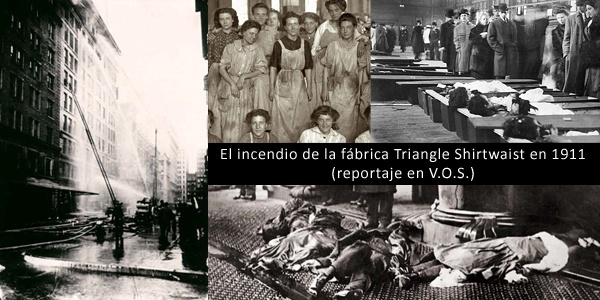 El incendio de la fábrica Triangle Shirtwaist en 1911
(reportaje en V.O.S.)